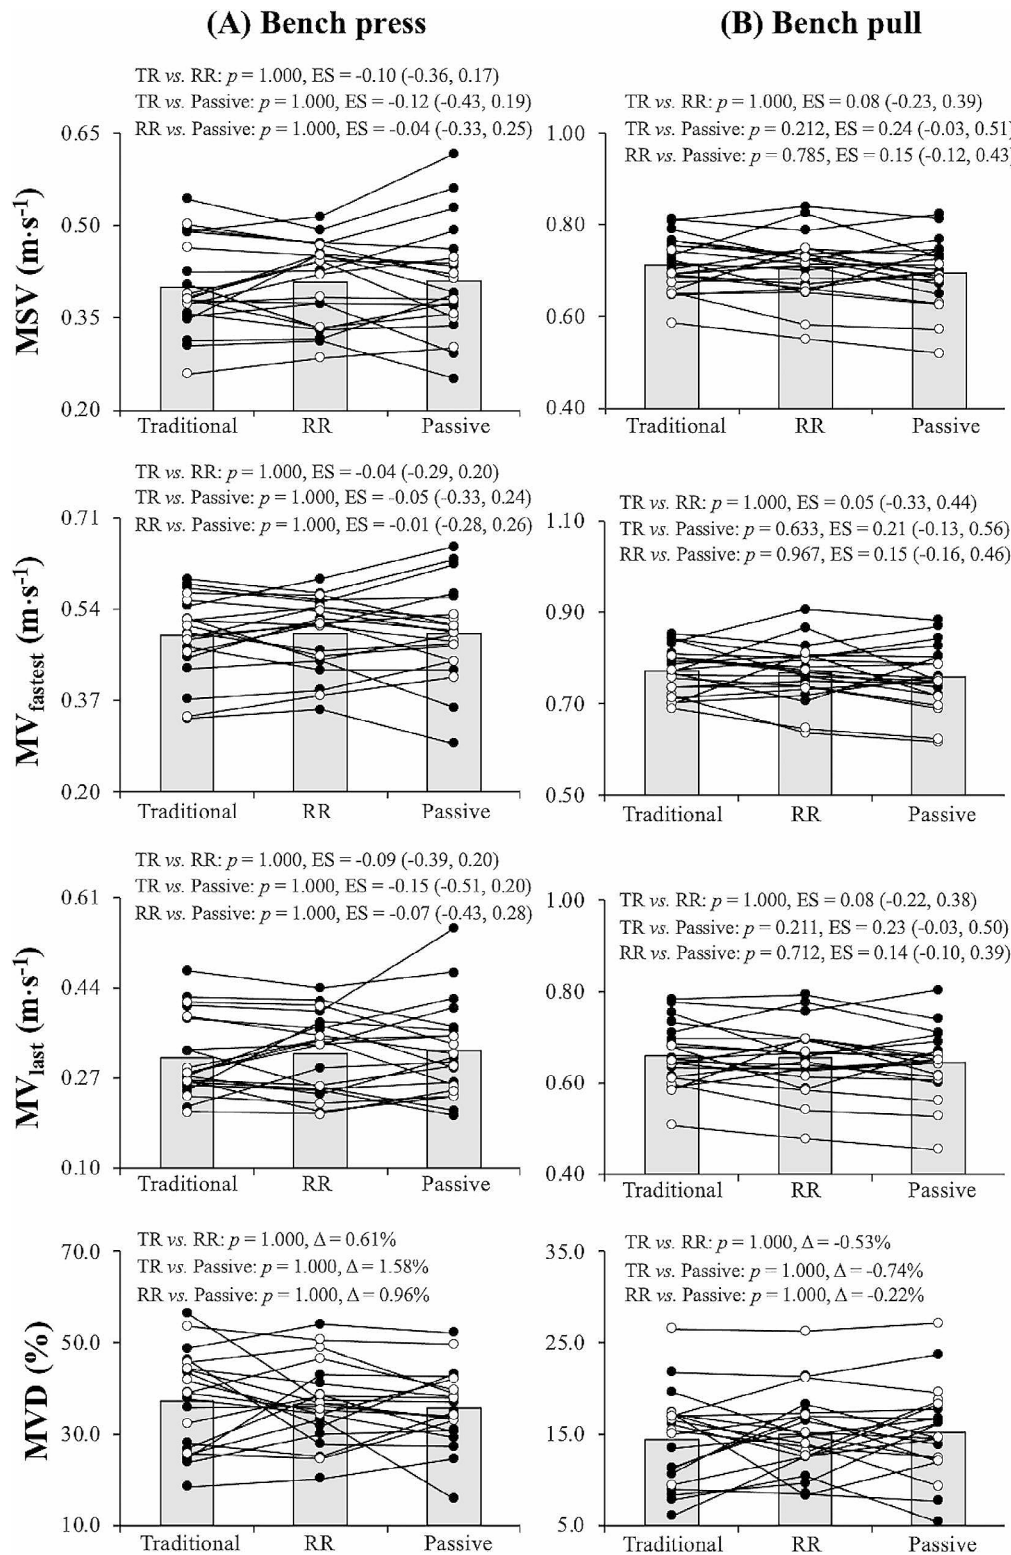 (A) Bench press
(B) Bench pull
TR vs. RR: p = 1.000, ES = -0.10 (-0.36, 0.17)
TR vs. Passive: p = 1.000, ES = -0.12 (-0.43, 0.19)
RR vs. Passive: p = 1.000, ES = -0.04 (-0.33, 0.25)
MSV (m·s⁻¹)
0.65
0.50
0.35
0.20
Traditional RR Passive
TR vs. RR: p = 1.000, ES = 0.08 (-0.23, 0.39)
TR vs. Passive: p = 0.212, ES = 0.24 (-0.03, 0.51)
RR vs. Passive: p = 0.785, ES = 0.15 (-0.12, 0.43)
1.00
0.80
0.60
0.40
Traditional RR Passive
TR vs. RR: p = 1.000, ES = -0.04 (-0.29, 0.20)
TR vs. Passive: p = 1.000, ES = -0.05 (-0.33, 0.24)
RR vs. Passive: p = 1.000, ES = -0.01 (-0.28, 0.26)
MVfastest (m·s⁻¹)
0.71
0.54
0.37
0.20
Traditional RR Passive
TR vs. RR: p = 1.000, ES = 0.05 (-0.33, 0.44)
TR vs. Passive: p = 0.633, ES = 0.21 (-0.13, 0.56)
RR vs. Passive: p = 0.967, ES = 0.15 (-0.16, 0.46)
1.10
0.90
0.70
0.50
Traditional RR Passive
TR vs. RR: p = 1.000, ES = -0.09 (-0.39, 0.20)
TR vs. Passive: p = 1.000, ES = -0.15 (-0.51, 0.20)
RR vs. Passive: p = 1.000, ES = -0.07 (-0.43, 0.28)
MVlast (m·s⁻¹)
0.61
0.44
0.27
0.10
Traditional RR Passive
TR vs. RR: p = 1.000, ES = 0.08 (-0.22, 0.38)
TR vs. Passive: p = 0.211, ES = 0.23 (-0.03, 0.50)
RR vs. Passive: p = 0.712, ES = 0.14 (-0.10, 0.39)
1.00
0.80
0.60
0.40
Traditional RR Passive
TR vs. RR: p = 1.000, Δ = 0.61%
TR vs. Passive: p = 1.000, Δ = 1.58%
RR vs. Passive: p = 1.000, Δ = 0.96%
MVD (%)
70.0
50.0
30.0
10.0
Traditional RR Passive
TR vs. RR: p = 1.000, Δ = -0.53%
TR vs. Passive: p = 1.000, Δ = -0.74%
RR vs. Passive: p = 1.000, Δ = -0.22%
35.0
25.0
15.0
5.0
Traditional RR Passive